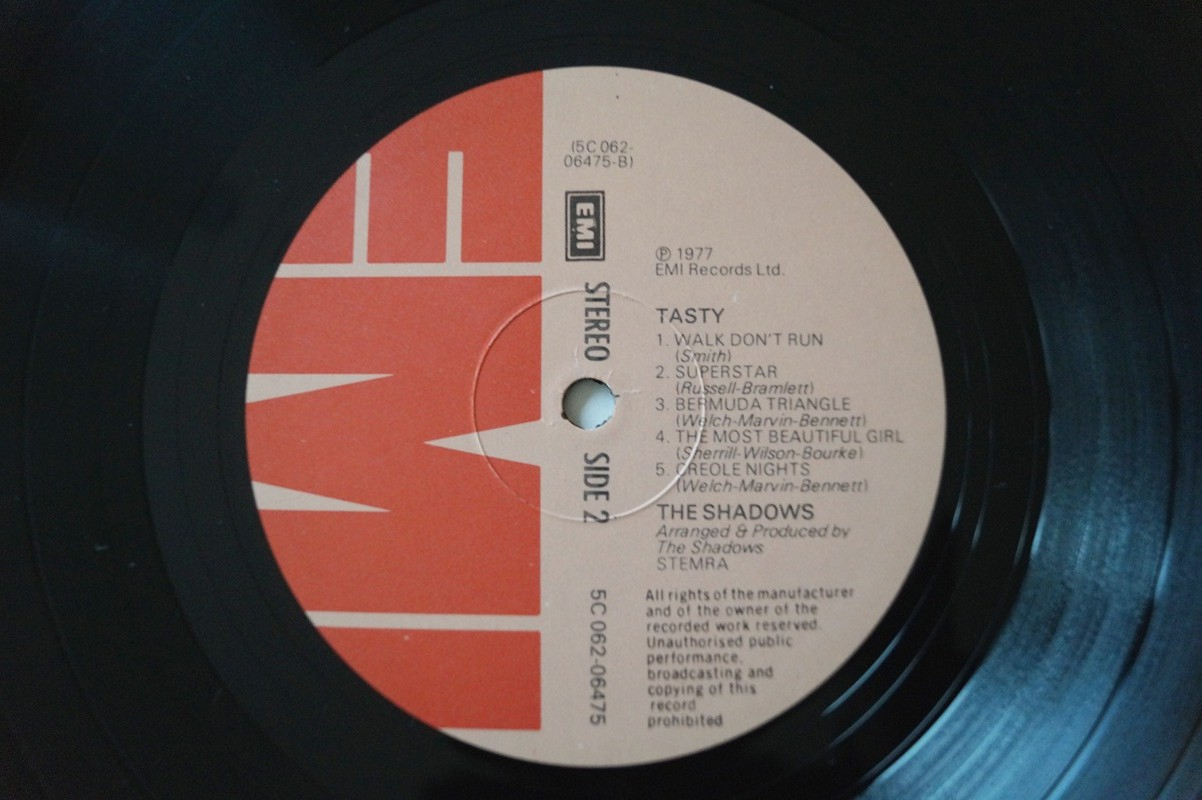 (5C 062-
06475-B)
EMI
STEREO
SIDE 2
5C 062-06475
℗ 1977
EMI Records Ltd.
TASTY
1. WALK DON'T RUN
(Smith)
2. SUPERSTAR
(Russell-Bramlett)
3. BERMUDA TRIANGLE
(Welch-Marvin-Bennett)
4. THE MOST BEAUTIFUL GIRL
(Sherrill-Wilson-Bourke)
5. CREOLE NIGHTS
(Welch-Marvin-Bennett)
THE SHADOWS
Arranged & Produced by
The Shadows
STEMRA
All rights of the manufacturer
and of the owner of the
recorded work reserved.
Unauthorised public
performance,
broadcasting and
copying of this
record
prohibited
EMI